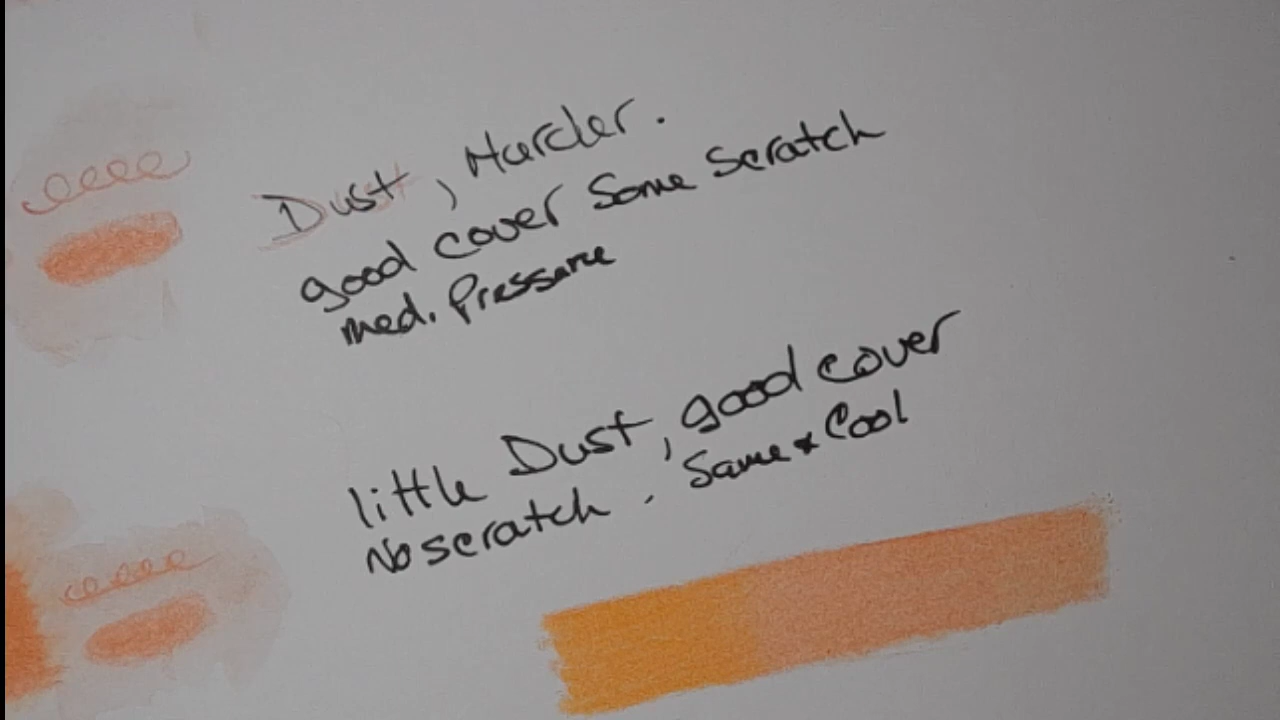 Dust, Harder.
good cover Some Scratch
med. Pressure
little Dust, good cover
No scratch. Same & Cool